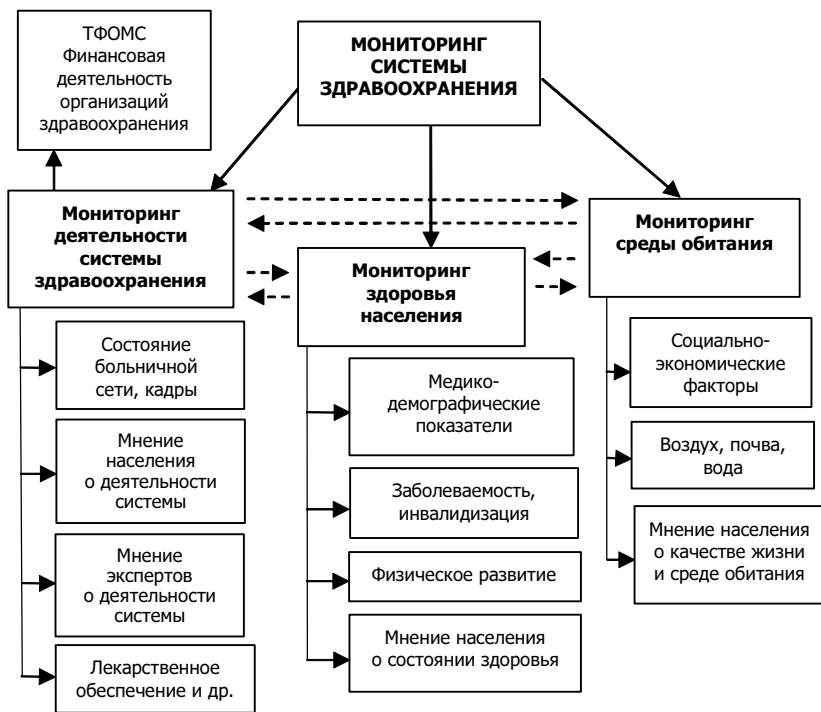 ТФОМС
Финансовая
деятельность
организаций
здравоохранения
МОНИТОРИНГ
СИСТЕМЫ
ЗДРАВООХРАНЕНИЯ
Мониторинг
деятельности
системы
здравоохранения
Мониторинг
здоровья
населения
Мониторинг
среды обитания
Состояние
больничной
сети, кадры
Мнение
населения
о деятельности
системы
Мнение
экспертов
о деятельности
системы
Лекарственное
обеспечение и др.
Медико-
демографические
показатели
Заболеваемость,
инвалидизация
Физическое развитие
Мнение населения
о состоянии здоровья
Социально-
экономические
факторы
Воздух, почва,
вода
Мнение населения
о качестве жизни
и среде обитания